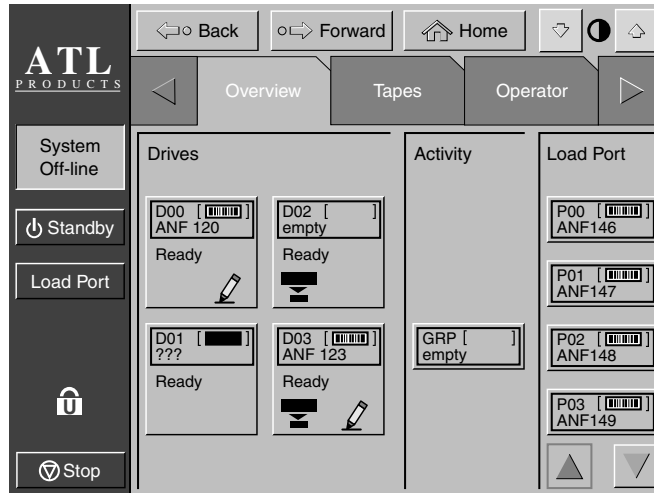 Back
Forward
Home
ATL
PRODUCTS
Overview
Tapes
Operator
System
Off-line
Standby
Load Port
U
Stop
Drives
D00 [ ]
ANF 120
Ready
D02 [ ]
empty
Ready
D01 [ ]
???
Ready
D03 [ ]
ANF 123
Ready
Activity
GRP [ ]
empty
Load Port
P00 [ ]
ANF146
P01 [ ]
ANF147
P02 [ ]
ANF148
P03 [ ]
ANF149